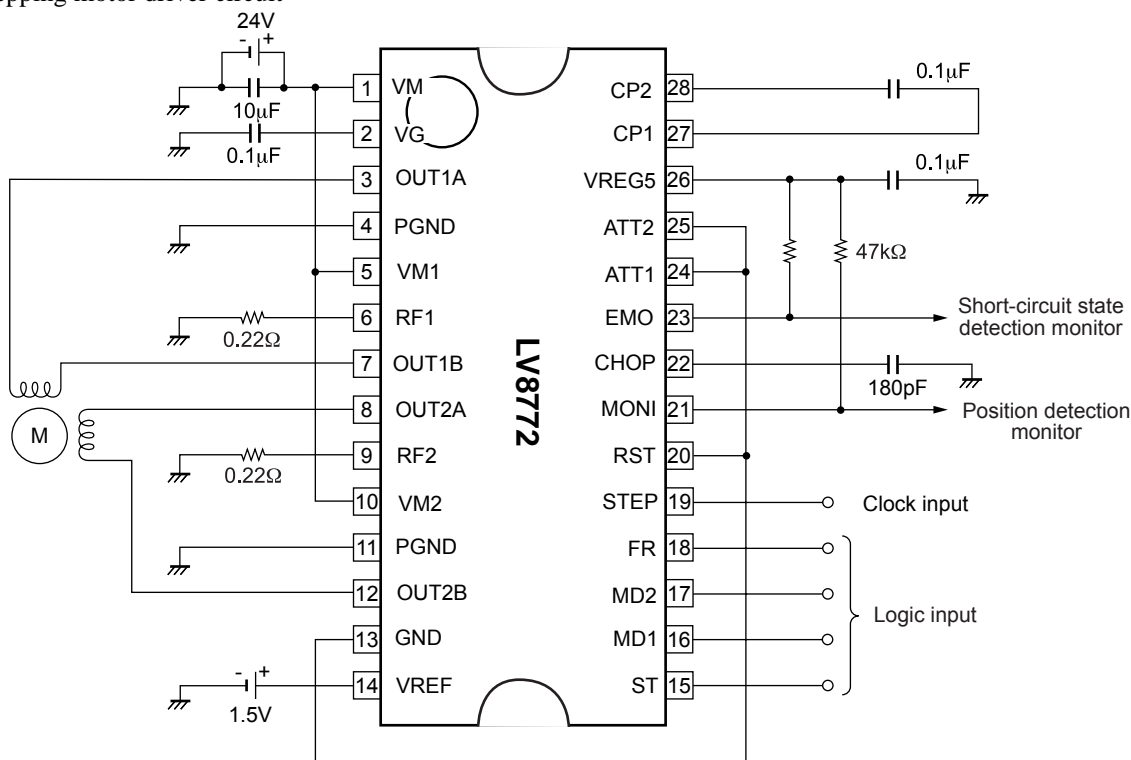 24V
- +
10μF
0.1μF
0.22Ω
M
0.22Ω
- +
1.5V
1 VM
2 VG
3 OUT1A
4 PGND
5 VM1
6 RF1
7 OUT1B
8 OUT2A
9 RF2
10 VM2
11 PGND
12 OUT2B
13 GND
14 VREF
LV8772
CP2 28
CP1 27
VREG5 26
ATT2 25
ATT1 24
EMO 23
CHOP 22
MONI 21
RST 20
STEP 19
FR 18
MD2 17
MD1 16
ST 15
0.1μF
0.1μF
47kΩ
Short-circuit state
detection monitor
180pF
Position detection
monitor
Clock input
Logic input